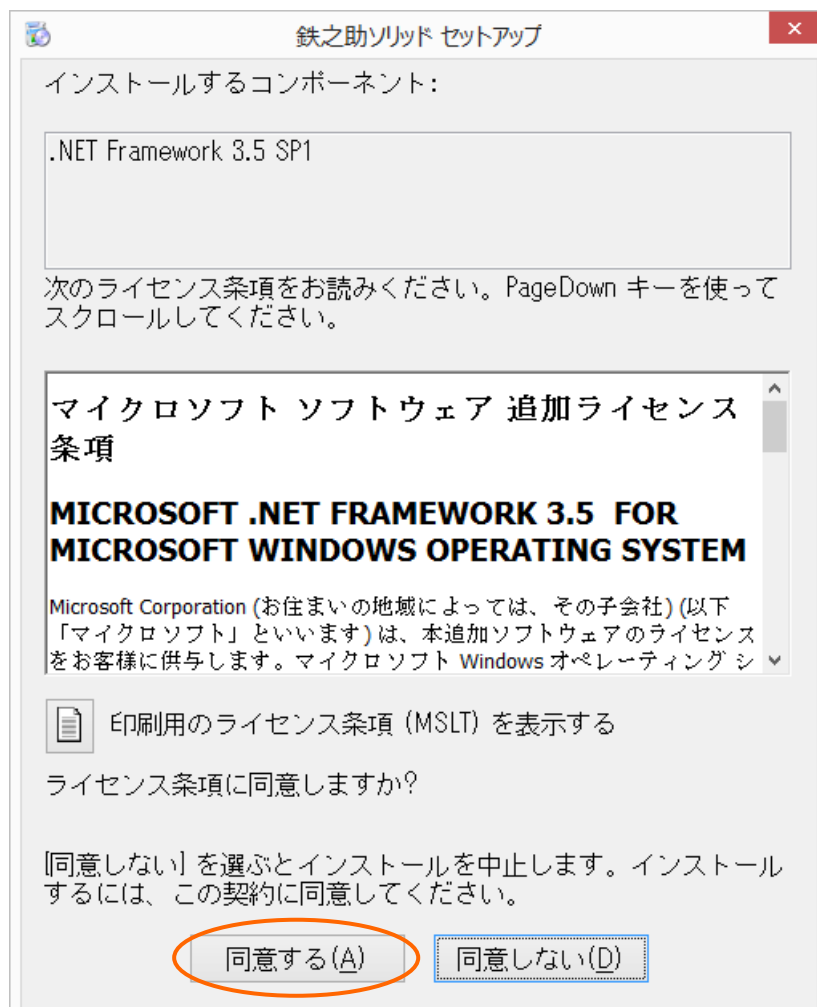 鉄之助ソリッド セットアップ
インストールするコンポーネント:
.NET Framework 3.5 SP1
次のライセンス条項をお読みください。PageDown キーを使って
スクロールしてください。
マイクロソフト ソフトウェア 追加ライセンス
条項
MICROSOFT .NET FRAMEWORK 3.5 FOR
MICROSOFT WINDOWS OPERATING SYSTEM
Microsoft Corporation (お住まいの地域によっては、その子会社) (以下
「マイクロソフト」といいます) は、本追加ソフトウェアのライセンス
をお客様に供与します。マイクロソフト Windows オペレーティング シ
印刷用のライセンス条項 (MSLT) を表示する
ライセンス条項に同意しますか?
[同意しない] を選ぶとインストールを中止します。インストール
するには、この契約に同意してください。
同意する(A) 同意しない(D)